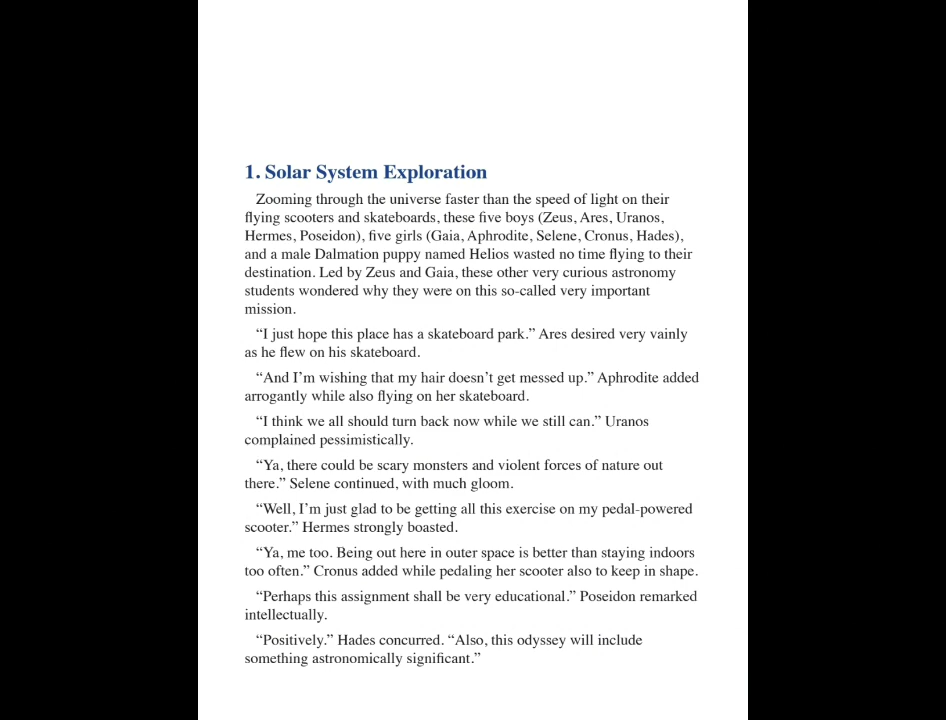 1. Solar System Exploration
Zooming through the universe faster than the speed of light on their
flying scooters and skateboards, these five boys (Zeus, Ares, Uranos,
Hermes, Poseidon), five girls (Gaia, Aphrodite, Selene, Cronus, Hades),
and a male Dalmation puppy named Helios wasted no time flying to their
destination. Led by Zeus and Gaia, these other very curious astronomy
students wondered why they were on this so-called very important
mission.
“I just hope this place has a skateboard park.” Ares desired very vainly
as he flew on his skateboard.
“And I’m wishing that my hair doesn’t get messed up.” Aphrodite added
arrogantly while also flying on her skateboard.
“I think we all should turn back now while we still can.” Uranos
complained pessimistically.
“Ya, there could be scary monsters and violent forces of nature out
there.” Selene continued, with much gloom.
“Well, I’m just glad to be getting all this exercise on my pedal-powered
scooter.” Hermes strongly boasted.
“Ya, me too. Being out here in outer space is better than staying indoors
too often.” Cronus added while pedaling her scooter also to keep in shape.
“Perhaps this assignment shall be very educational.” Poseidon remarked
intellectually.
“Positively.” Hades concurred. “Also, this odyssey will include
something astronomically significant.”